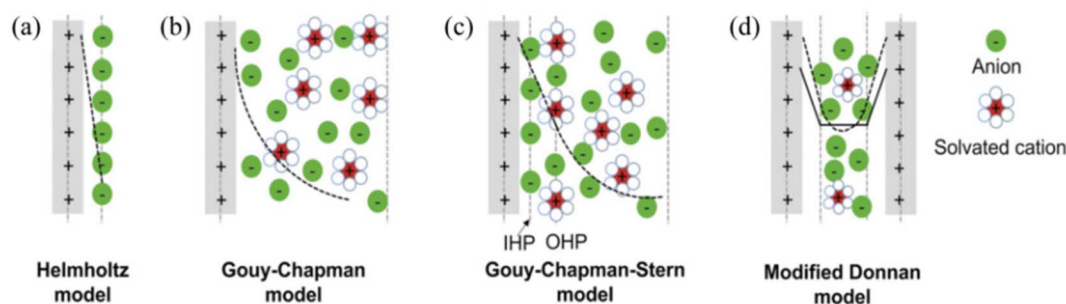 (a)
(b)
(c)
(d)
Anion
Solvated cation
IHP OHP
Helmholtz
model
Gouy-Chapman
model
Gouy-Chapman-Stern
model
Modified Donnan
model